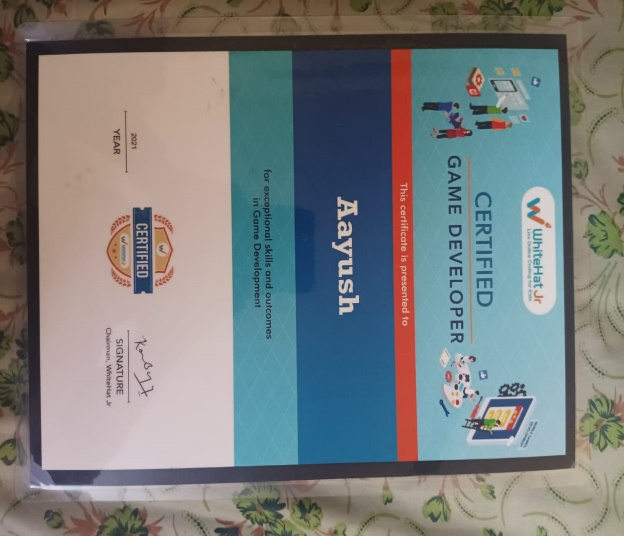 WhiteHat Jr
Live Online Coding for Kids
CERTIFIED
GAME DEVELOPER
This certificate is presented to
Aayush
for exceptional skills and outcomes
in Game Development
2021
YEAR
CERTIFIED
SIGNATURE
Chairman, WhiteHat Jr